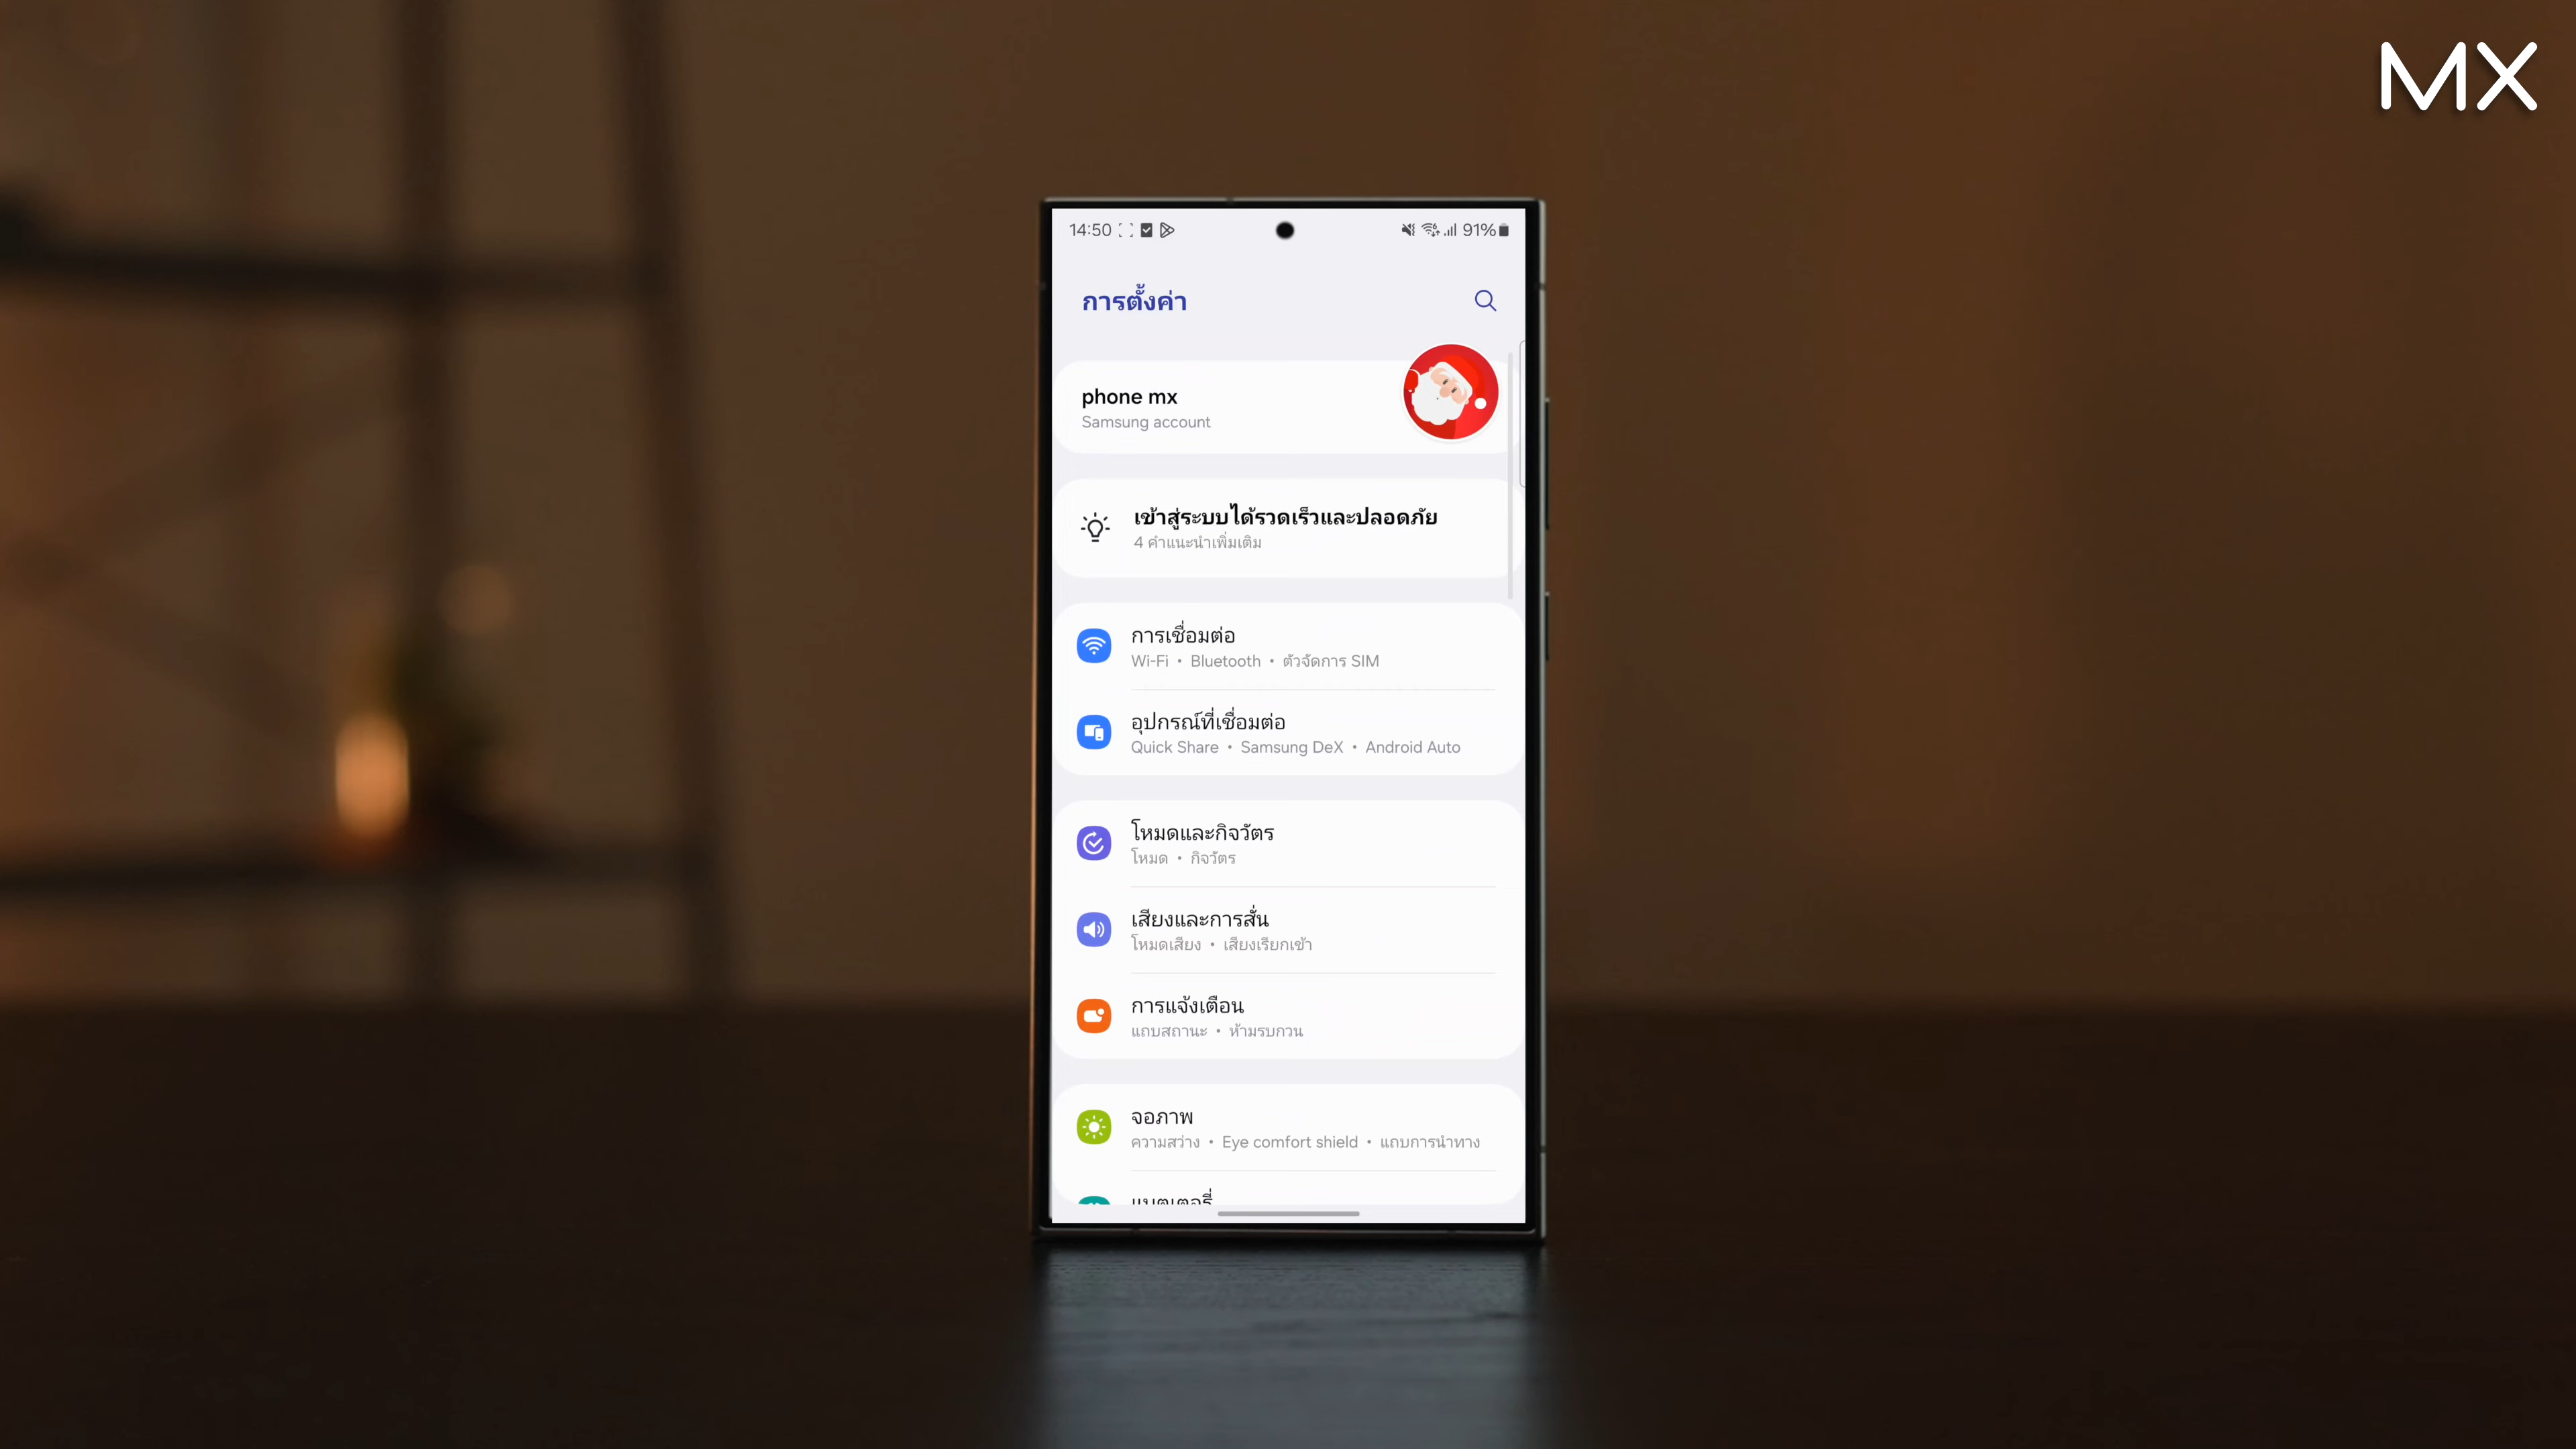 MX
14:50
91%
การตั้งค่า
phone mx
Samsung account
เข้าสู่ระบบได้รวดเร็วและปลอดภัย
4 คำแนะนำเพิ่มเติม
การเชื่อมต่อ
Wi-Fi • Bluetooth • ตัวจัดการ SIM
อุปกรณ์ที่เชื่อมต่อ
Quick Share • Samsung DeX • Android Auto
โหมดและกิจวัตร
โหมด • กิจวัตร
เสียงและการสั่น
โหมดเสียง • เสียงเรียกเข้า
การแจ้งเตือน
แถบสถานะ • ห้ามรบกวน
จอภาพ
ความสว่าง • Eye comfort shield • แถบการนำทาง
แบตเตอรี่